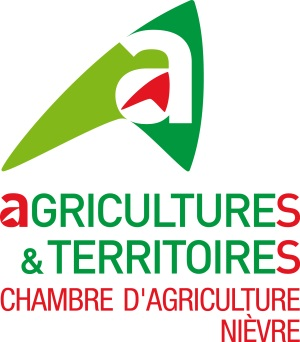 a
aGRICULTURES
& TERRITOIRES
CHAMBRE D'AGRICULTURE
NIÈVRE